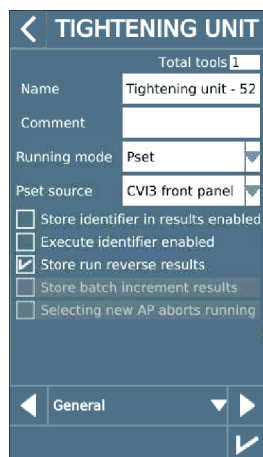 TIGHTENING UNIT
Total tools 1
Name Tightening unit - 52
Comment
Running mode Pset
Pset source CVI3 front panel
Store identifier in results enabled
Execute identifier enabled
Store run reverse results
Store batch increment results
Selecting new AP aborts running
General